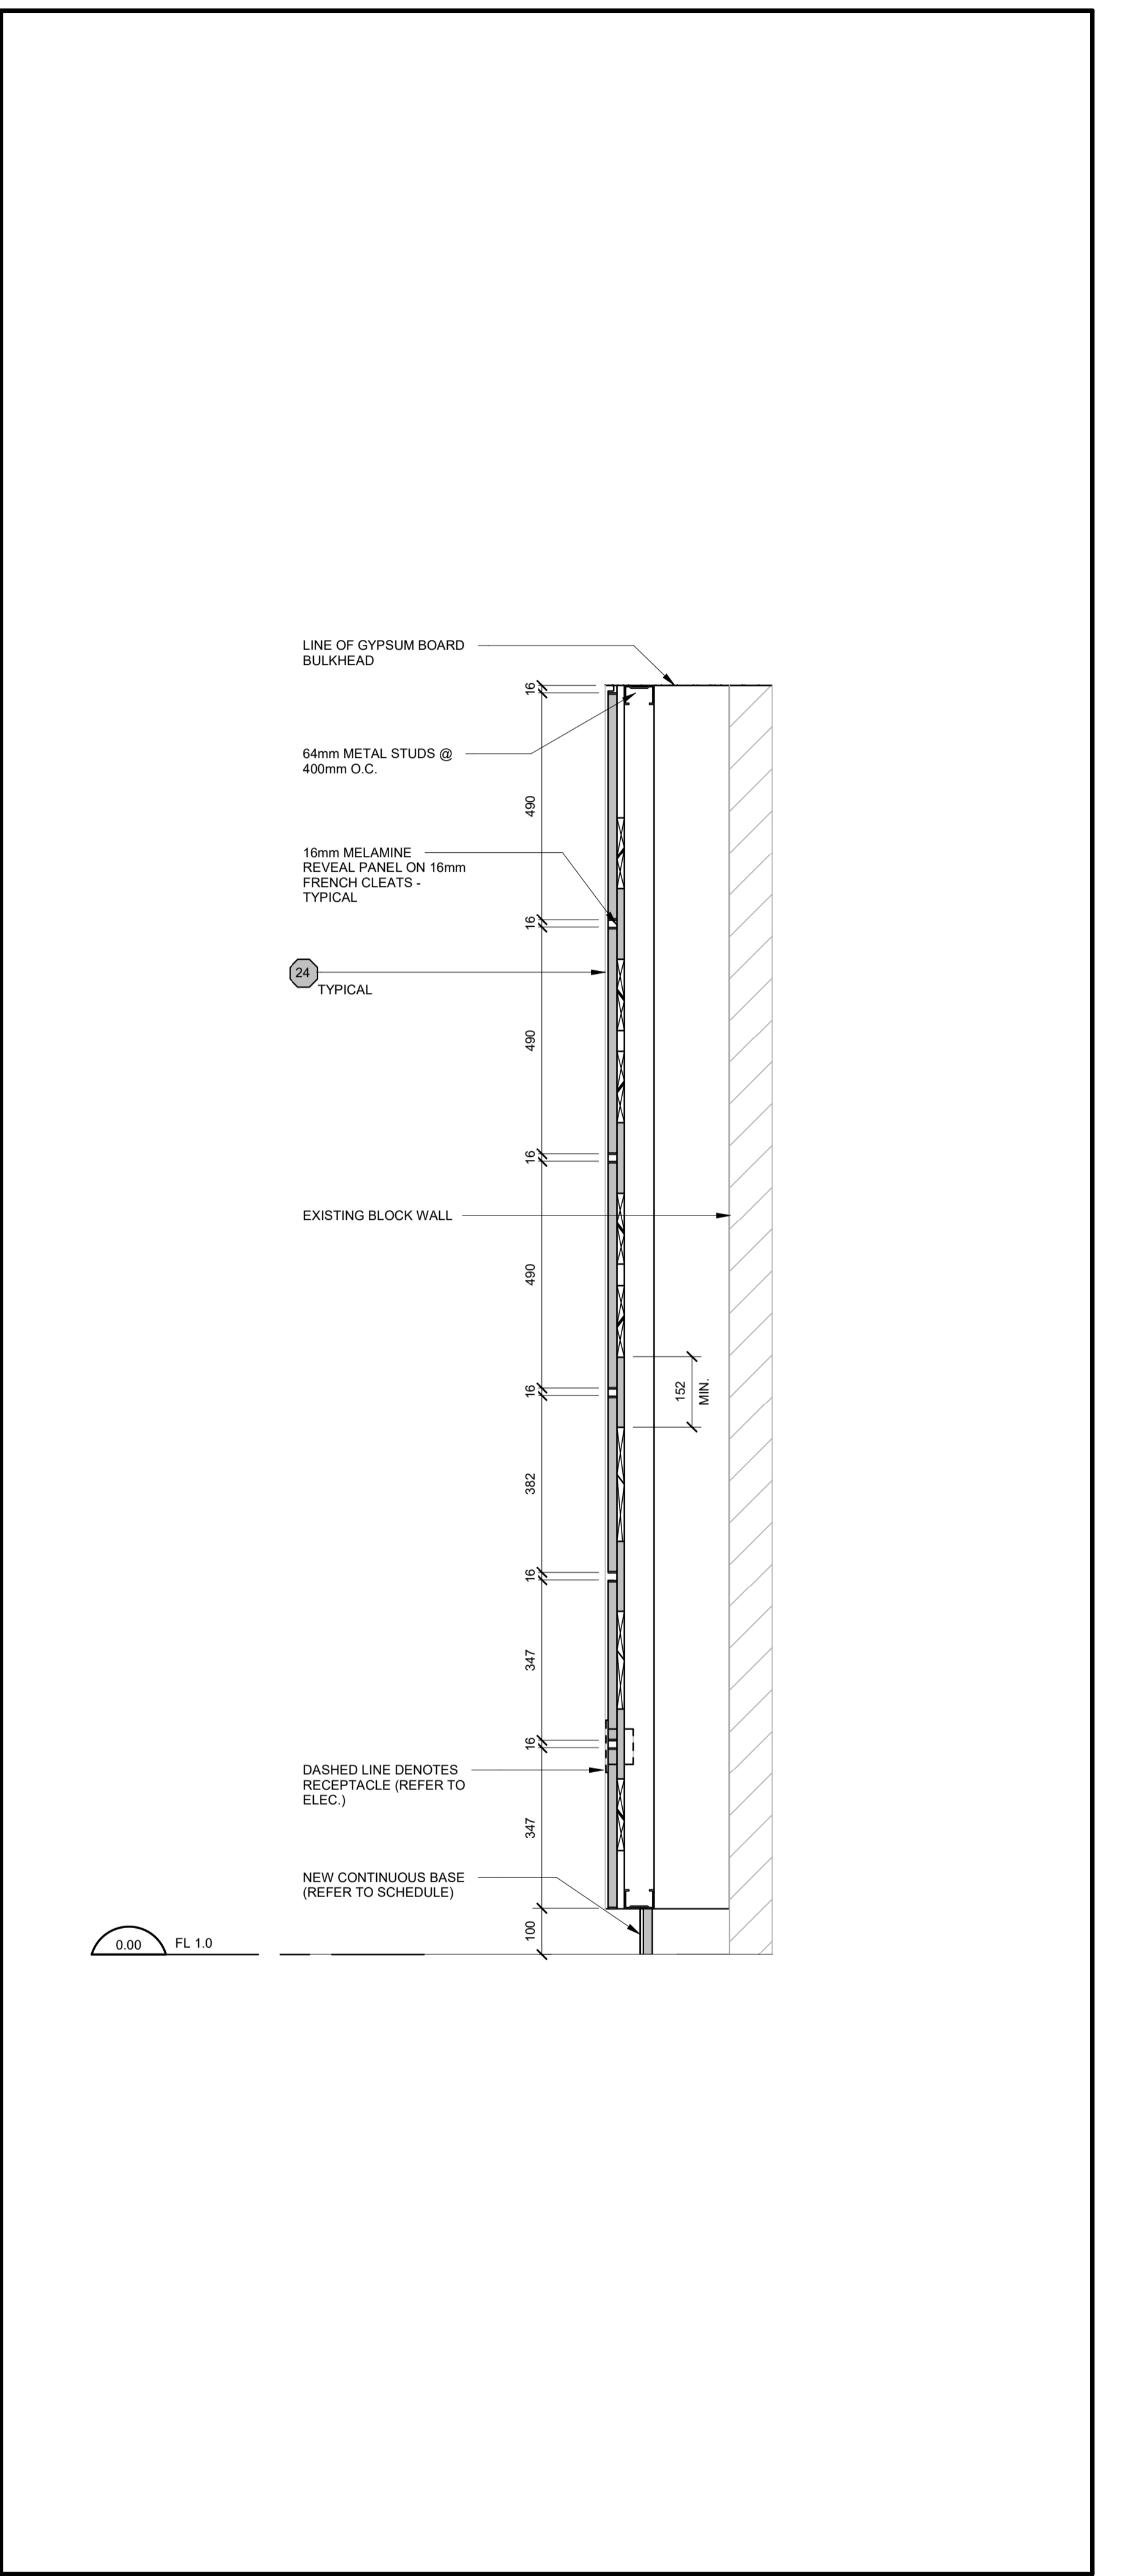 LINE OF GYPSUM BOARD
BULKHEAD
16
64mm METAL STUDS @
400mm O.C.
490
16mm MELAMINE
REVEAL PANEL ON 16mm
FRENCH CLEATS -
TYPICAL
16
24
TYPICAL
490
16
EXISTING BLOCK WALL
490
16
152
MIN.
382
16
347
16
DASHED LINE DENOTES
RECEPTACLE (REFER TO
ELEC.)
347
NEW CONTINUOUS BASE
(REFER TO SCHEDULE)
100
0.00
FL 1.0